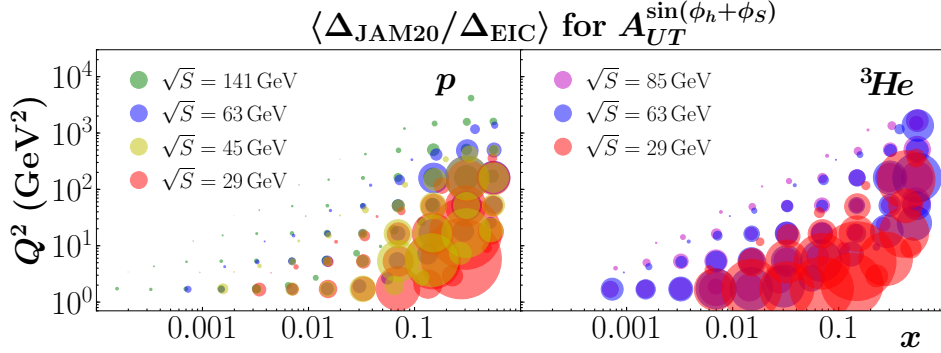 ⟨Δ_JAM20/Δ_EIC⟩ for A_UT^sin(ϕ_h+ϕ_S)
Q² (GeV²)
10⁴
10³
10²
10¹
10⁰
p
√S = 141 GeV
√S = 63 GeV
√S = 45 GeV
√S = 29 GeV
0.001
0.01
0.1
³He
√S = 85 GeV
√S = 63 GeV
√S = 29 GeV
0.001
0.01
0.1
x